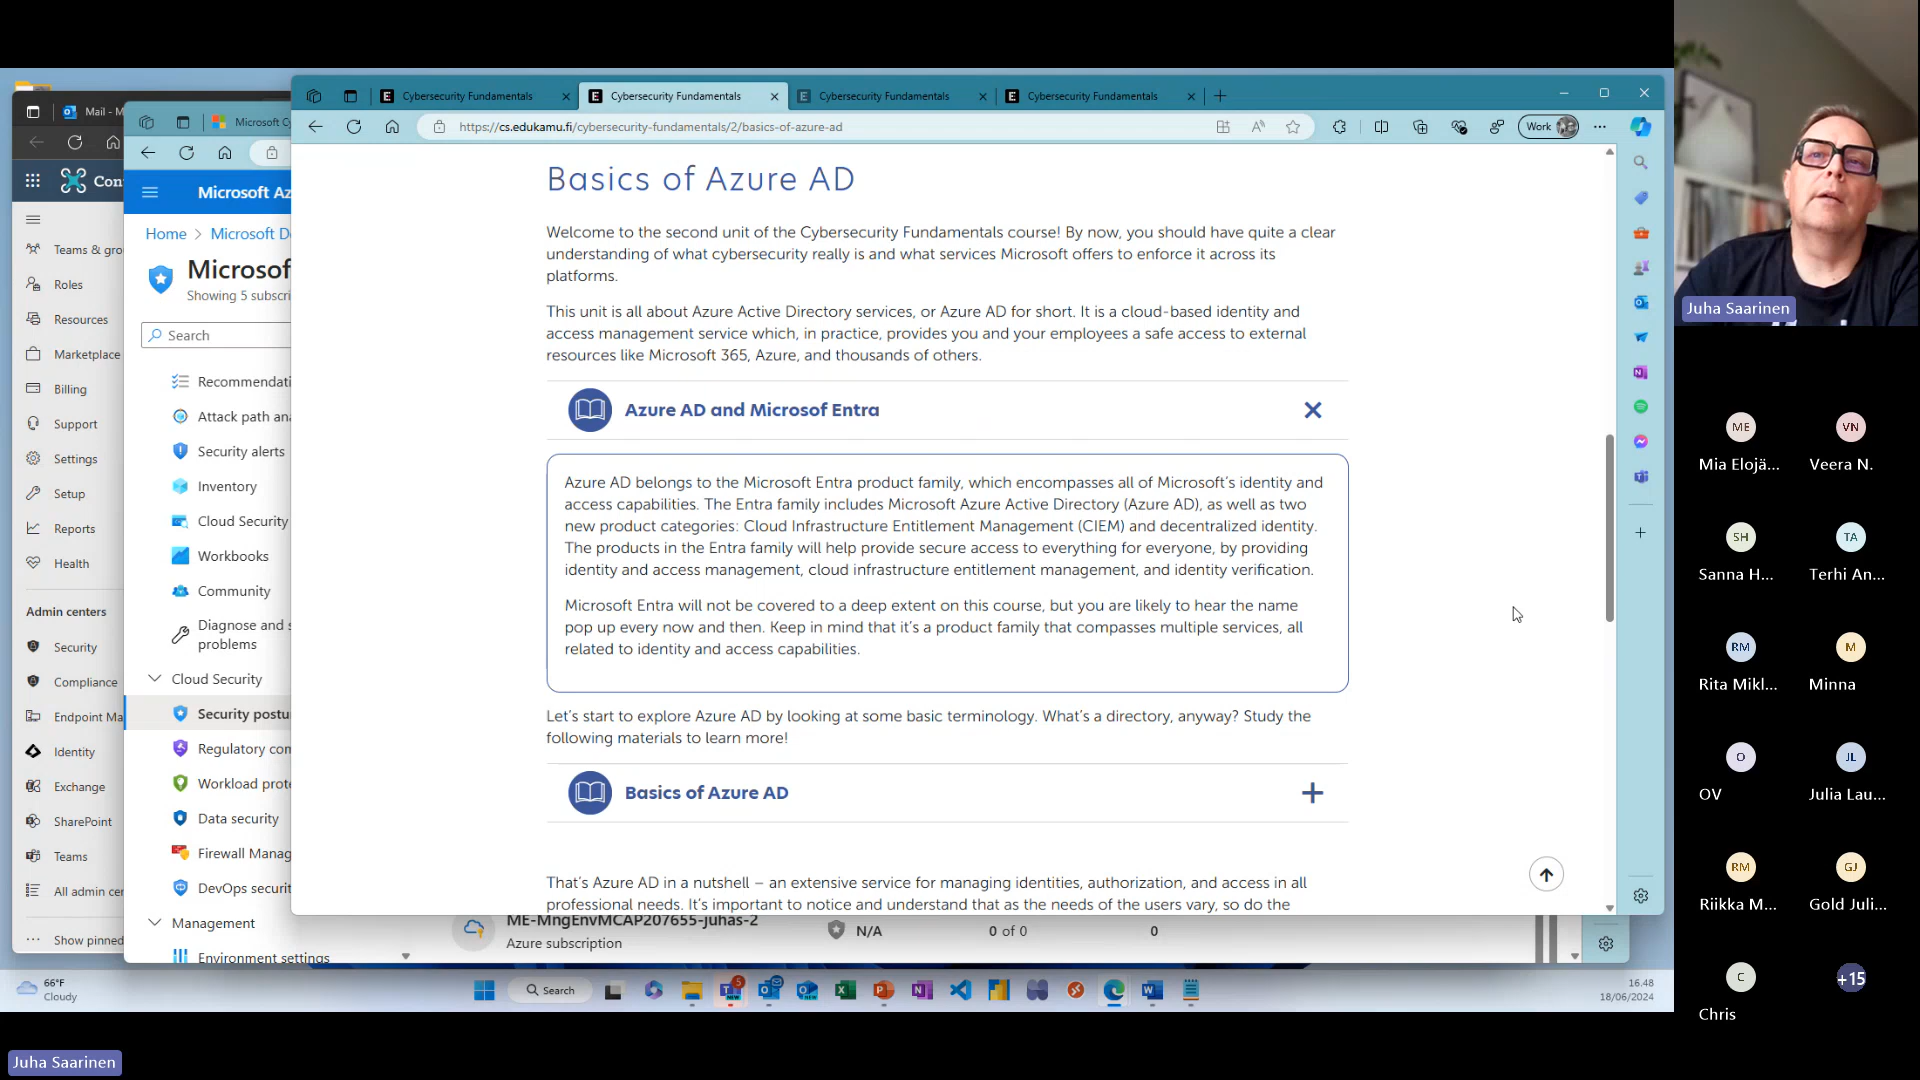 Mail - M
Con
Teams & gro
Roles
Resources
Marketplace
Billing
Support
Settings
Setup
Reports
Health
Admin centers
Security
Compliance
Endpoint Ma
Identity
Exchange
SharePoint
Teams
All admin cen
Show pinned
Microsoft Cy
Microsoft Az
Home > Microsoft D
Microsof
Showing 5 subscri
Search
Recommendati
Attack path ana
Security alerts
Inventory
Cloud Security
Workbooks
Community
Diagnose and s
problems
Cloud Security
Security postu
Regulatory com
Workload prote
Data security
Firewall Manag
DevOps securit
Management
Environment settings
Cybersecurity Fundamentals
Cybersecurity Fundamentals
Cybersecurity Fundamentals
Cybersecurity Fundamentals
https://cs.edukamu.fi/cybersecurity-fundamentals/2/basics-of-azure-ad
Work
Basics of Azure AD
Welcome to the second unit of the Cybersecurity Fundamentals course! By now, you should have quite a clear
understanding of what cybersecurity really is and what services Microsoft offers to enforce it across its
platforms.
This unit is all about Azure Active Directory services, or Azure AD for short. It is a cloud-based identity and
access management service which, in practice, provides you and your employees a safe access to external
resources like Microsoft 365, Azure, and thousands of others.
Azure AD and Microsof Entra
Azure AD belongs to the Microsoft Entra product family, which encompasses all of Microsoft's identity and
access capabilities. The Entra family includes Microsoft Azure Active Directory (Azure AD), as well as two
new product categories: Cloud Infrastructure Entitlement Management (CIEM) and decentralized identity.
The products in the Entra family will help provide secure access to everything for everyone, by providing
identity and access management, cloud infrastructure entitlement management, and identity verification.
Microsoft Entra will not be covered to a deep extent on this course, but you are likely to hear the name
pop up every now and then. Keep in mind that it's a product family that compasses multiple services, all
related to identity and access capabilities.
Let's start to explore Azure AD by looking at some basic terminology. What's a directory, anyway? Study the
following materials to learn more!
Basics of Azure AD
That's Azure AD in a nutshell – an extensive service for managing identities, authorization, and access in all
professional needs. It's important to notice and understand that as the needs of the users vary, so do the
ME-MngEnvMCAP207655-juhas-2
Azure subscription
N/A
0 of 0
0
66°F
Cloudy
Search
16.48
18/06/2024
Juha Saarinen
Juha Saarinen
ME
Mia Elojä...
VN
Veera N.
SH
Sanna H...
TA
Terhi An...
RM
Rita Mikl...
M
Minna
O
OV
JL
Julia Lau...
RM
Riikka M...
GJ
Gold Juli...
C
Chris
+15